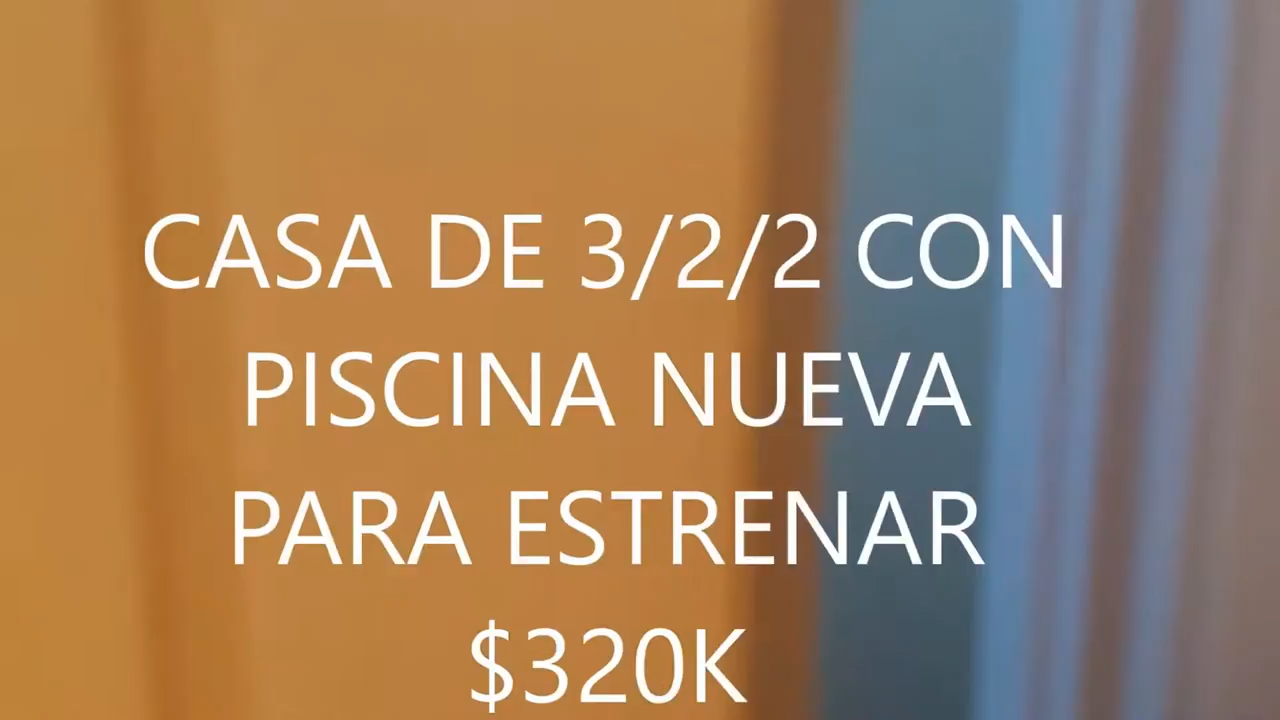 CASA DE 3/2/2 CON
PISCINA NUEVA
PARA ESTRENAR
$320K